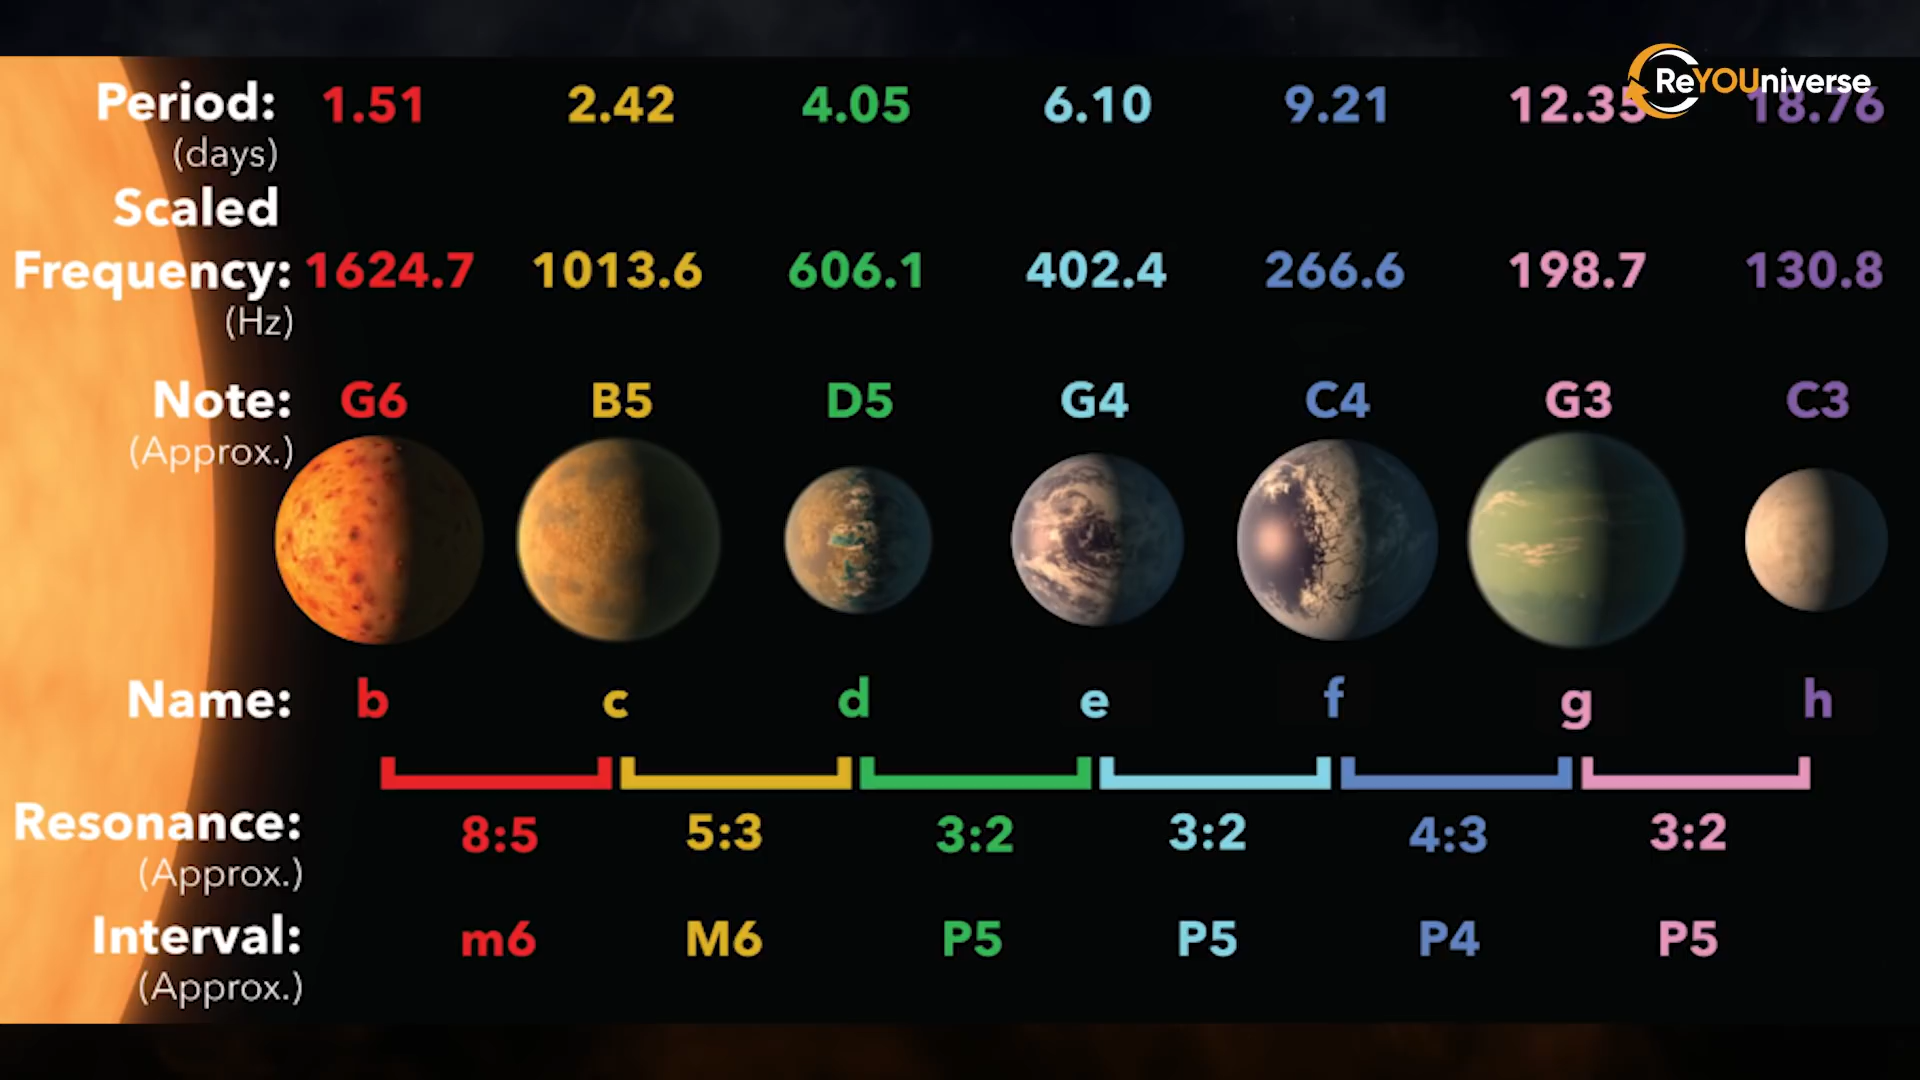 ReYOUniverse
Period: 1.51 2.42 4.05 6.10 9.21 12.35 18.76
(days)
Scaled
Frequency: 1624.7 1013.6 606.1 402.4 266.6 198.7 130.8
(Hz)
Note: G6 B5 D5 G4 C4 G3 C3
(Approx.)
Name: b c d e f g h
Resonance: 8:5 5:3 3:2 3:2 4:3 3:2
(Approx.)
Interval: m6 M6 P5 P5 P4 P5
(Approx.)